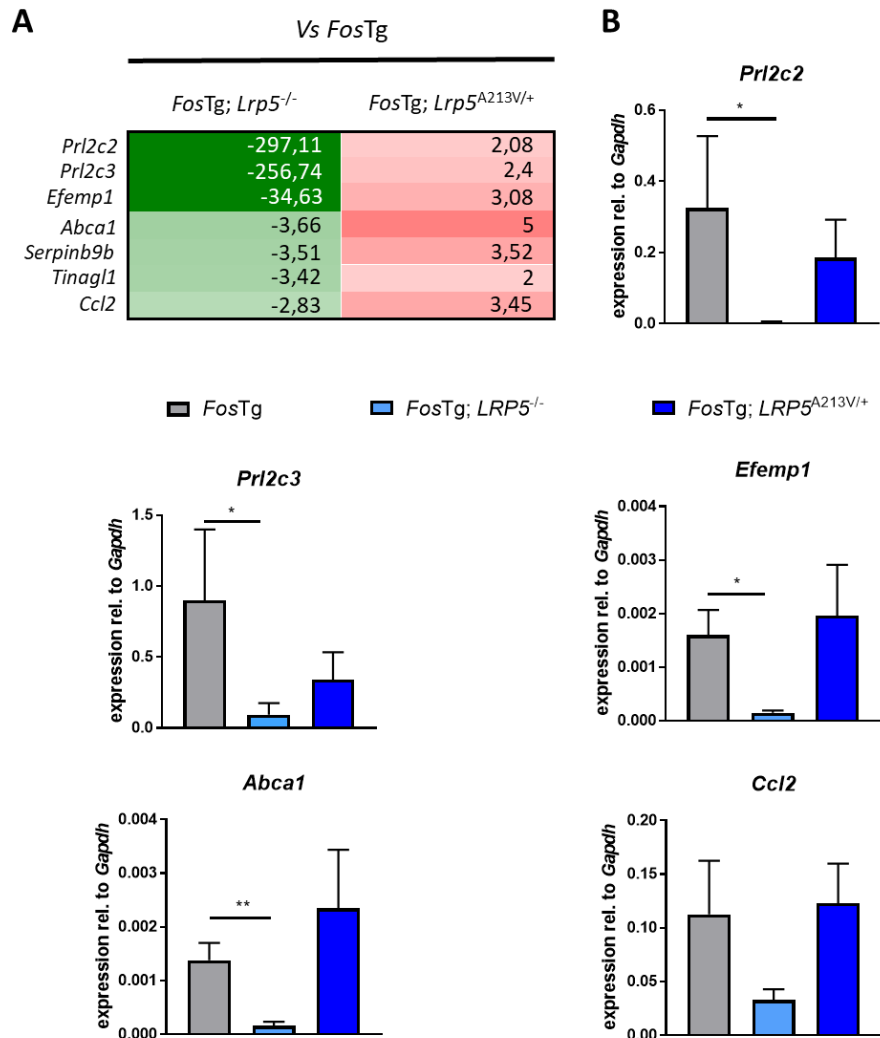 A
Vs FosTg
FosTg; Lrp5-/-
FosTg; Lrp5A213V/+
Prl2c2 -297,11 2,08
Prl2c3 -256,74 2,4
Efemp1 -34,63 3,08
Abca1 -3,66 5
Serpinb9b -3,51 3,52
Tinagl1 -3,42 2
Ccl2 -2,83 3,45
B
Prl2c2
expression rel. to Gapdh
0.6
0.4
0.2
0.0
*
FosTg
FosTg; LRP5-/-
FosTg; LRP5A213V/+
Prl2c3
expression rel. to Gapdh
1.5
1.0
0.5
0.0
*
Efemp1
expression rel. to Gapdh
0.004
0.003
0.002
0.001
0.000
*
Abca1
expression rel. to Gapdh
0.004
0.003
0.002
0.001
0.000
**
Ccl2
expression rel. to Gapdh
0.20
0.15
0.10
0.05
0.00